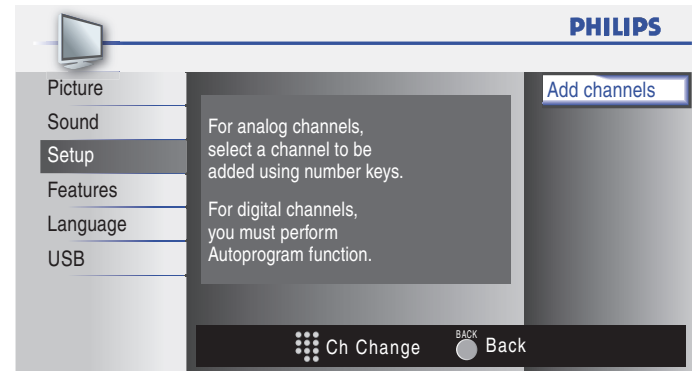 PHILIPS
Picture
Sound
Setup
Features
Language
USB
For analog channels,
select a channel to be
added using number keys.
For digital channels,
you must perform
Autoprogram function.
Add channels
Ch Change
BACK
Back